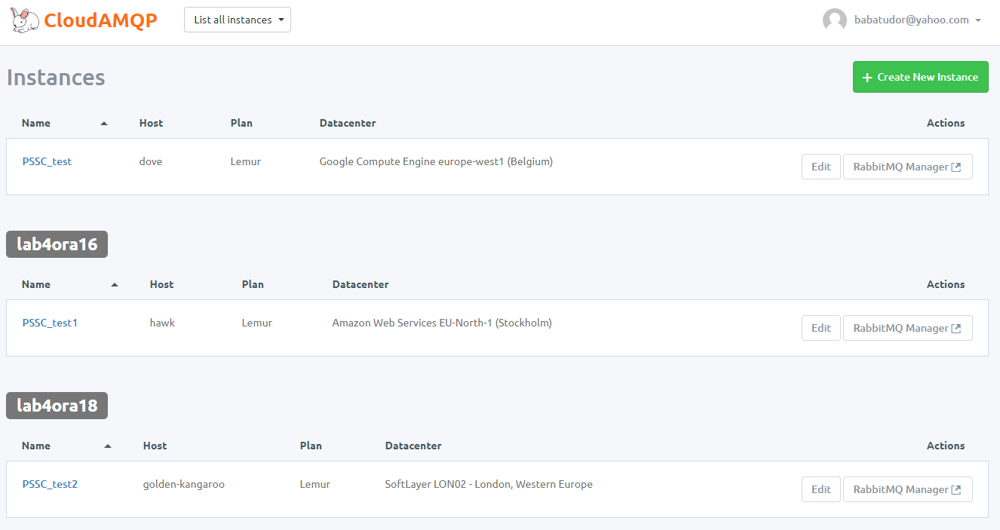 CloudAMQP List all instances babatudor@yahoo.com
Instances + Create New Instance
Name Host Plan Datacenter Actions
PSSC_test dove Lemur Google Compute Engine europe-west1 (Belgium) Edit RabbitMQ Manager
lab4ora16
Name Host Plan Datacenter Actions
PSSC_test1 hawk Lemur Amazon Web Services EU-North-1 (Stockholm) Edit RabbitMQ Manager
lab4ora18
Name Host Plan Datacenter Actions
PSSC_test2 golden-kangaroo Lemur SoftLayer LON02 - London, Western Europe Edit RabbitMQ Manager